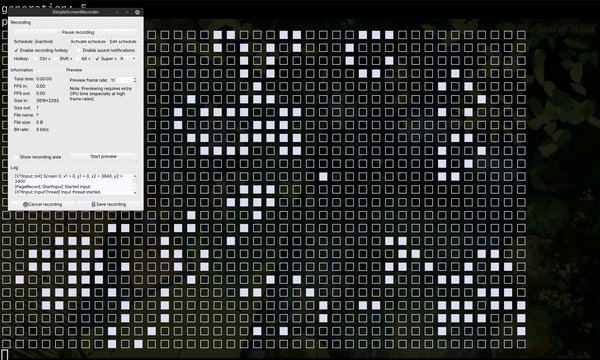 generation: 5
SimpleScreenRecorder
Recording
Pause recording
Schedule: (inactive) Activate schedule Edit schedule
Enable recording hotkey Enable sound notifications
Hotkey: Ctrl + Shift + Alt + Super + R
Information Preview
Total time: 0:00:00 Preview frame rate: 10
FPS in: 0.00 Note: Previewing requires extra
FPS out: 0.00 CPU time (especially at high
Size in: frame rates).
Size out: ?
File name: ?
File size: 0 B
Bit rate: 0 bit/s
Show recording area Start preview
Log
[X11Input::Init] Screen 0: x1 = 0, y1 = 0, x2 = 3840, y2 =
2400
[PageRecord::StartInput] Started input.
[X11Input::InputThread] Input thread started.
Cancel recording Save recording